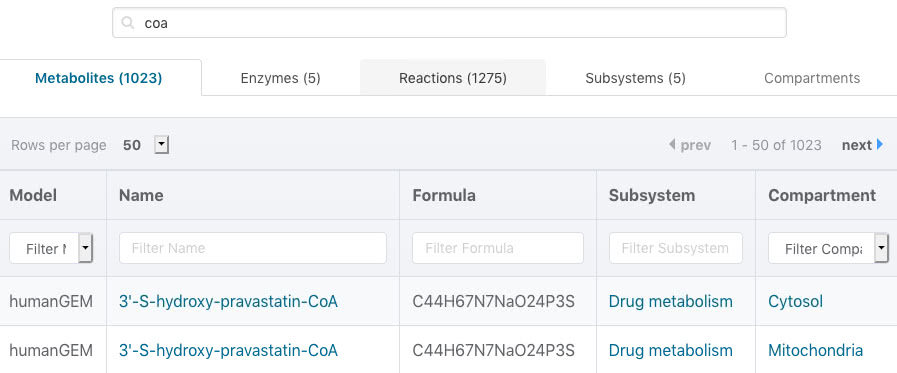 coa
Metabolites (1023) Enzymes (5) Reactions (1275) Subsystems (5) Compartments
Rows per page 50 prev 1 - 50 of 1023 next
Model Name Formula Subsystem Compartment
Filter Filter Name Filter Formula Filter Subsystem Filter
humanGEM 3'-S-hydroxy-pravastatin-CoA C44H67N7NaO24P3S Drug metabolism Cytosol
humanGEM 3'-S-hydroxy-pravastatin-CoA C44H67N7NaO24P3S Drug metabolism Mitochondria